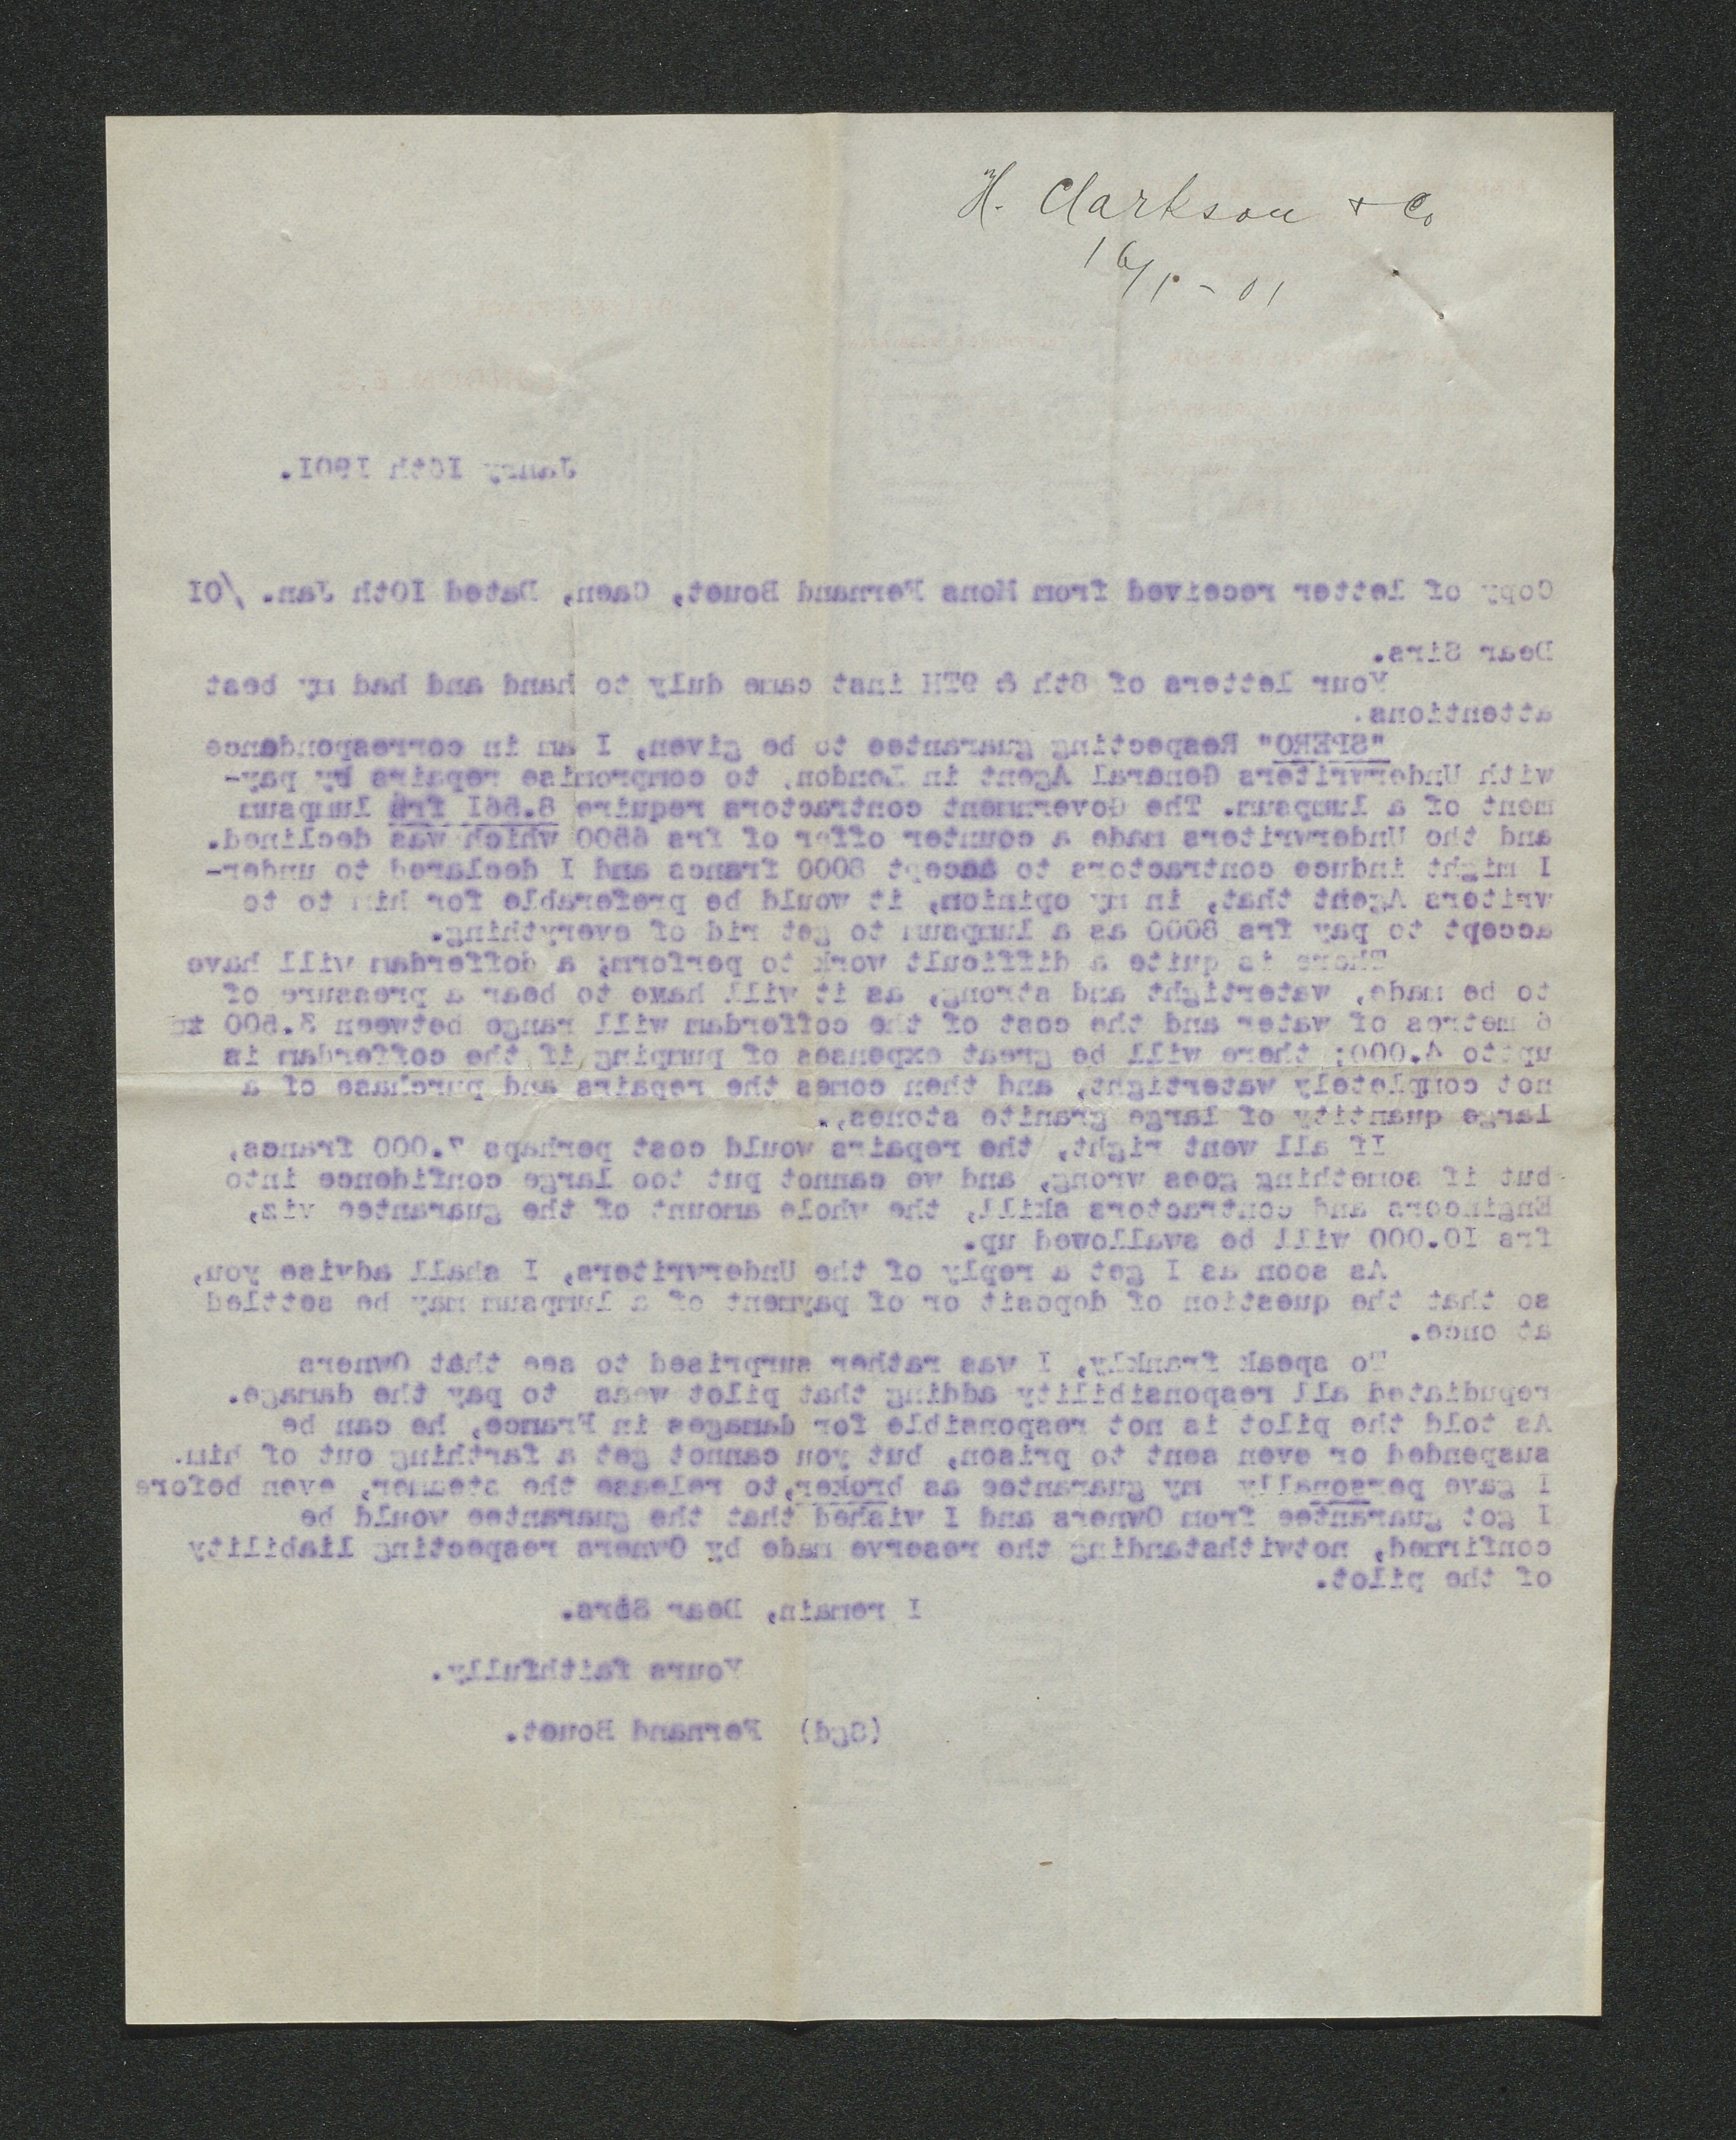 H. Clarkson & Co
16/1 - 01
LONDON, E.C.
Janry 16th 1901.
Copy of letter received from Mons Fernand Bouet, Caen, Dated 10th Jan. /01
Dear Sirs.
Your letters of 8th & 9TH inst came duly to hand and had my best
attentions.
"SPERO" Respecting guarantee to be given, I am in correspondence
with Underwriters General Agent in London, to compromise repairs by pay-
ment of a lumpsum. The Government contractors require 8.561 frs lumpsum
and the Underwriters made a counter offer of frs 6500 which was declined.
I might induce contractors to accept 8000 francs and I declared to under-
writers Agent that, in my opinion, it would be preferable for him to to
accept to pay frs 8000 as a lumpsum to get rid of everything.
There is quite a difficult work to perform; a dofferdam will have
to be made, watertight and strong, as it will have to bear a pressure of
6 metres of water and the cost of the cofferdam will range between 3.500 to
upto 4.000; there will be great expenses of pumping if the cofferdam is
not completely watertight, and then comes the repairs and purchase of a
large quantity of large granite stones,.
If all went right, the repairs would cost perhaps 7.000 francs,
but if something goes wrong, and we cannot put too large confidence into
Engineers and contractors skill, the whole amount of the guarantee viz,
frs 10.000 will be swallowed up.
As soon as I get a reply of the Underwriters, I shall advise you,
so that the question of deposit or of payment of a lumpsum may be settled
at once.
To speak frankly, I was rather surprised to see that Owners
repudiated all responsibility adding that pilot weas to pay the damage.
As told the pilot is not responsible for damages in France, he can be
suspended or even sent to prison, but you cannot get a farthing out of him.
I gave personally my guarantee as broker, to release the steamer, even before
I got guarantee from Owners and I wished that the guarantee would be
confirmed, notwithstanding the reserve made by Owners respecting liability
of the pilot.
I remain, Dear Sirs.
Yours faithfully.
(Sgd) Fernand Bouet.